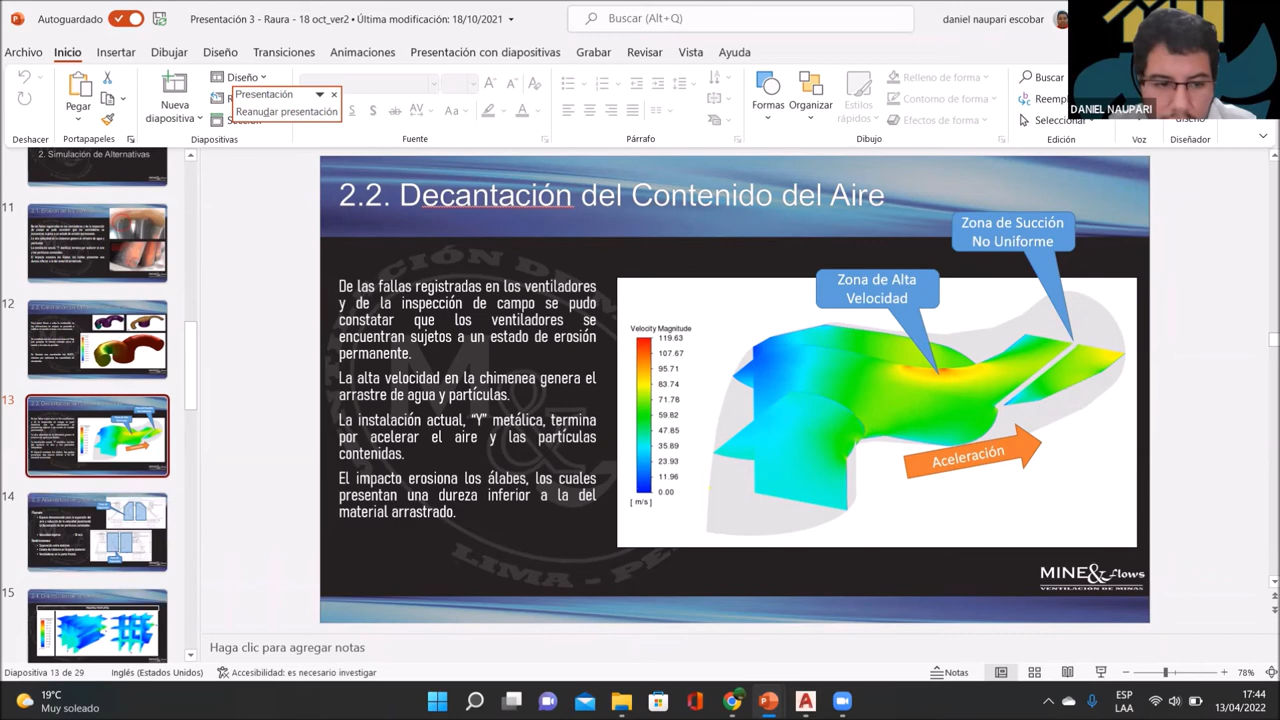 Autoguardado
Presentación 3 - Raura - 18 oct_ver2 • Última modificación: 18/10/2021
Buscar (Alt+Q)
daniel naupari escobar
Archivo Inicio Insertar Dibujar Diseño Transiciones Animaciones Presentación con diapositivas Grabar Revisar Vista Ayuda
DANIEL NAUPARI
Pegar
Nueva
diapositiva
Diseño
Presentación
Reanudar presentación
Formas
Organizar
Estilos
rápidos
Relleno de forma
Contorno de forma
Efectos de forma
Buscar
Seleccionar
Deshacer
Portapapeles
Diapositivas
Fuente
Párrafo
Dibujo
Edición
Voz
Diseñador
2. Simulación de Alternativas
11
12
13
14
15
2.2. Decantación del Contenido del Aire
De las fallas registradas en los ventiladores
y de la inspección de campo se pudo
constatar que los ventiladores se
encuentran sujetos a un estado de erosión
permanente.
La alta velocidad en la chimenea genera el
arrastre de agua y partículas.
La instalación actual, en metálica, termina
por acelerar el aire y las partículas
contenidas.
El impacto erosiona los álabes, los cuales
presentan una dureza menor a la del
material arrastrado.
Zona de Succión
No Uniforme
Zona de Alta
Velocidad
Aceleración
Velocity Magnitude
119.63
107.67
95.71
83.74
71.78
59.82
47.85
35.89
23.93
11.96
0.00
[ m/s ]
MINE& flows
VENTILACIÓN DE MINAS
Haga clic para agregar notas
Diapositiva 13 de 29
Inglés (Estados Unidos)
Accesibilidad: es necesario investigar
Notas
78%
19°C
Muy soleado
ESP
LAA
17:44
13/04/2022